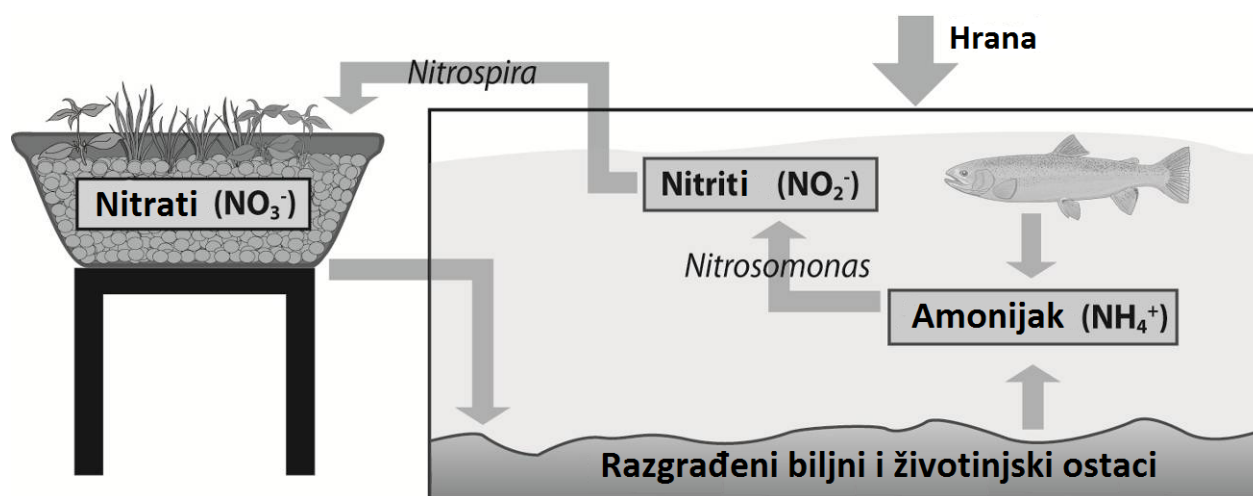 Hrana
Nitrospira
Nitriti (NO₂⁻)
Nitrati (NO₃⁻)
Nitrosomonas
Amonijak (NH₄⁺)
Razgrađeni biljni i životinjski ostaci